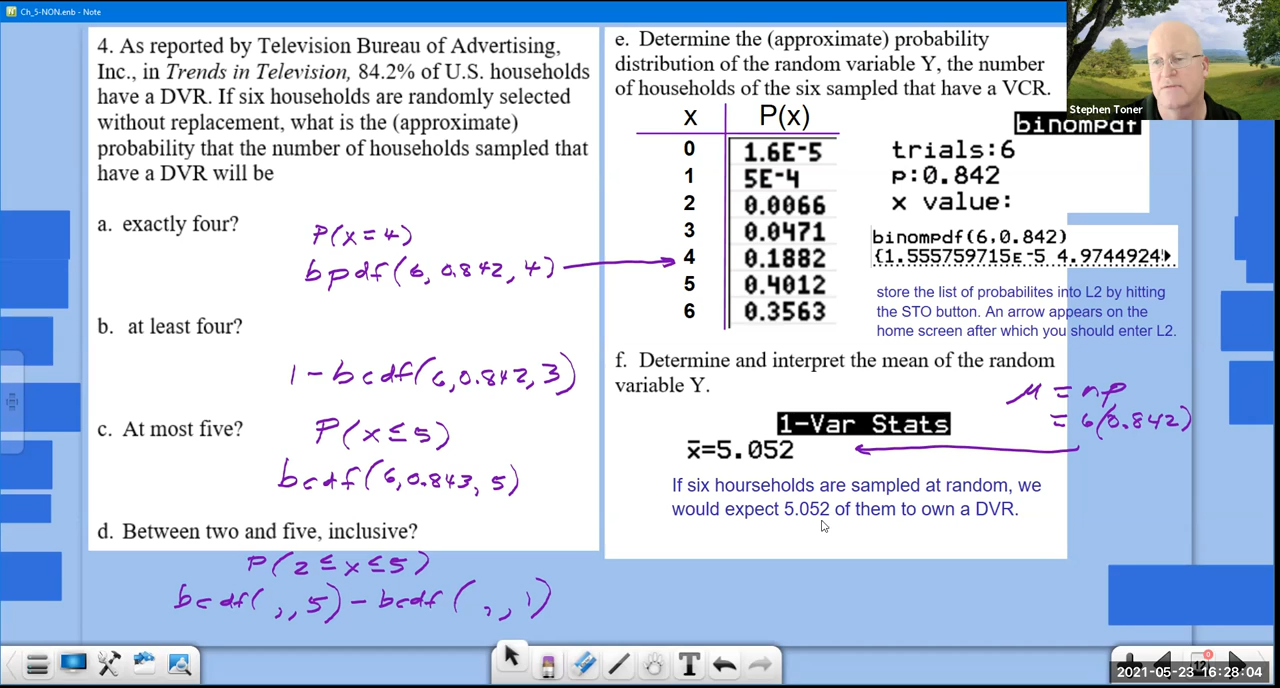 Ch_5-NON.enb - Note
4. As reported by Television Bureau of Advertising,
Inc., in Trends in Television, 84.2% of U.S. households
have a DVR. If six households are randomly selected
without replacement, what is the (approximate)
probability that the number of households sampled that
have a DVR will be
a. exactly four?
P(x=4)
bpdf(6, 0.842, 4)
b. at least four?
1-bcdf(6,0.842,3)
c. At most five?
P(x≤5)
bcdf(6,0.843,5)
d. Between two and five, inclusive?
P(2≤x≤5)
bcdf( , ,5)-bcdf( , ,1)
e. Determine the (approximate) probability
distribution of the random variable Y, the number
of households of the six sampled that have a VCR.
x P(x)
0 1.6E-5
1 5E-4
2 0.0066
3 0.0471
4 0.1882
5 0.4012
6 0.3563
binompdf
trials:6
p:0.842
x value:
binompdf(6,0.842)
{1.555759715E-5 4.9744924
store the list of probabilites into L2 by hitting
the STO button. An arrow appears on the
home screen after which you should enter L2.
f. Determine and interpret the mean of the random
variable Y.
μ = np
= 6(0.842)
1-Var Stats
x̄=5.052
If six hourseholds are sampled at random, we
would expect 5.052 of them to own a DVR.
Stephen Toner
12
0
2021-05-23 16:28:04